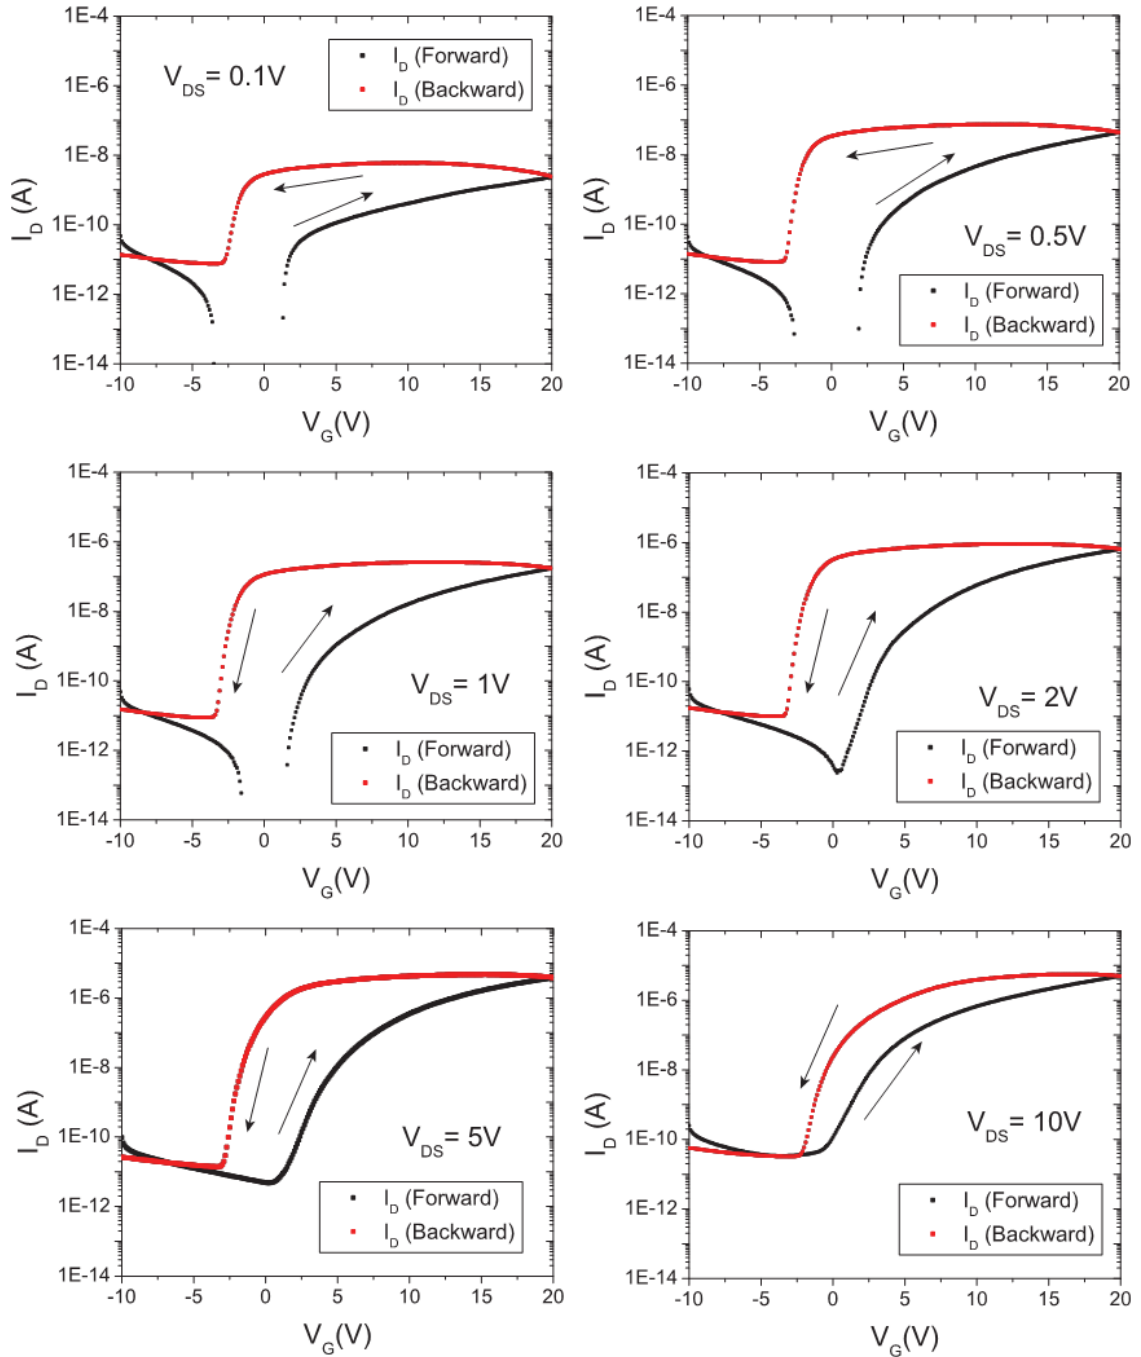 1E-4
1E-6
1E-8
1E-10
1E-12
1E-14
I_D (A)
V_DS= 0.1V
I_D (Forward)
I_D (Backward)
-10 -5 0 5 10 15 20
V_G(V)
1E-4
1E-6
1E-8
1E-10
1E-12
1E-14
I_D (A)
V_DS= 0.5V
I_D (Forward)
I_D (Backward)
-10 -5 0 5 10 15 20
V_G(V)
1E-4
1E-6
1E-8
1E-10
1E-12
1E-14
I_D (A)
V_DS= 1V
I_D (Forward)
I_D (Backward)
-10 -5 0 5 10 15 20
V_G(V)
1E-4
1E-6
1E-8
1E-10
1E-12
1E-14
I_D (A)
V_DS= 2V
I_D (Forward)
I_D (Backward)
-10 -5 0 5 10 15 20
V_G(V)
1E-4
1E-6
1E-8
1E-10
1E-12
1E-14
I_D (A)
V_DS= 5V
I_D (Forward)
I_D (Backward)
-10 -5 0 5 10 15 20
V_G(V)
1E-4
1E-6
1E-8
1E-10
1E-12
1E-14
I_D (A)
V_DS= 10V
I_D (Forward)
I_D (Backward)
-10 -5 0 5 10 15 20
V_G(V)